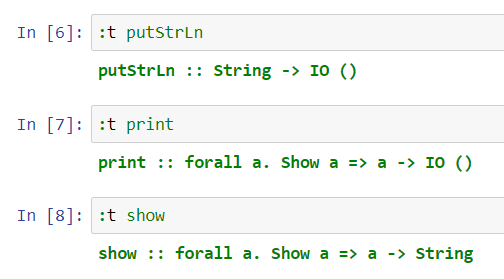 In [6]: :t putStrLn
putStrLn :: String -> IO ()
In [7]: :t print
print :: forall a. Show a => a -> IO ()
In [8]: :t show
show :: forall a. Show a => a -> String